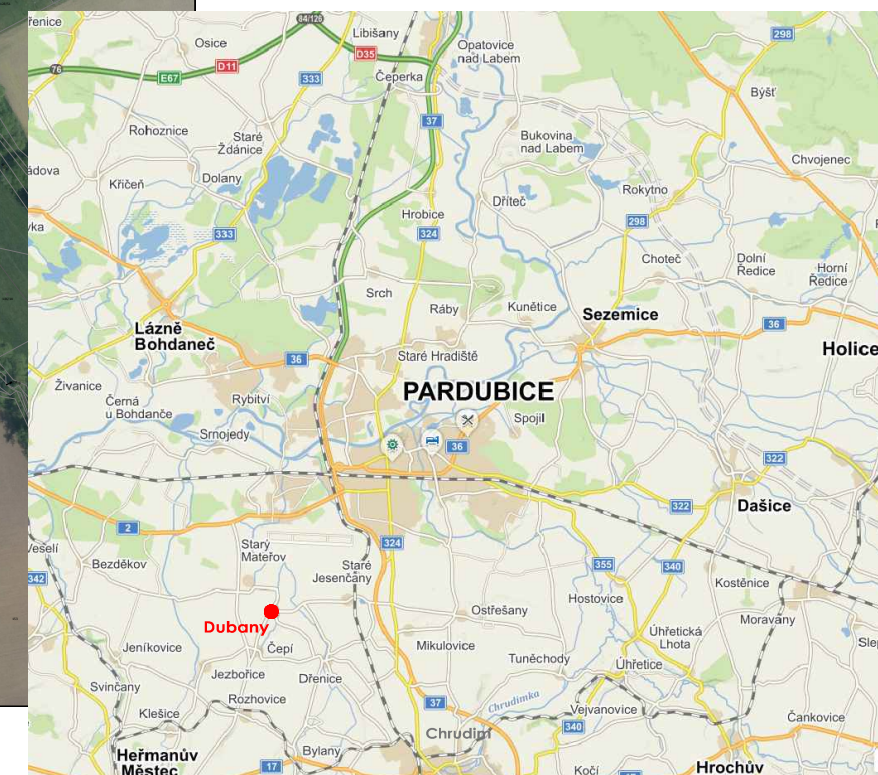 řenice
Osice
84/126
Libišany
D35
Opatovice
nad Labem
298
76
E67
D11
333
Čeperka
Býšť
37
Rohoznice
Staré
Ždánice
Bukovina
nad Labem
Chvojenec
ádova
Křičeň
Dolany
Dříteč
Rokytno
vka
333
Hrobice
324
298
Choteč
Dolní
Ředice
Horní
Ředice
Srch
Ráby
Kunětice
Sezemice
36
Lázně
Bohdaneč
36
Staré Hradiště
Holice
Živanice
Černá
u Bohdanče
Rybitví
PARDUBICE
Spojil
Srnojedy
36
322
322
Dašice
2
324
Veselí
Bezděkov
Starý
Mateřov
Staré
Jesenčany
355
340
342
Kostěnice
Hostovice
Dubany
Ostřešany
Moravany
Jeníkovice
Čepí
Mikulovice
Úhřetická
Lhota
Tuněchody
Úhřetice
Jezbořice
Dřenice
Svinčany
Rozhovice
37
Chrudimka
Vejvanovice
Klešice
340
Čankovice
Chrudim
Heřmanův
Městec
Bylany
17
Kočí
Hrochův